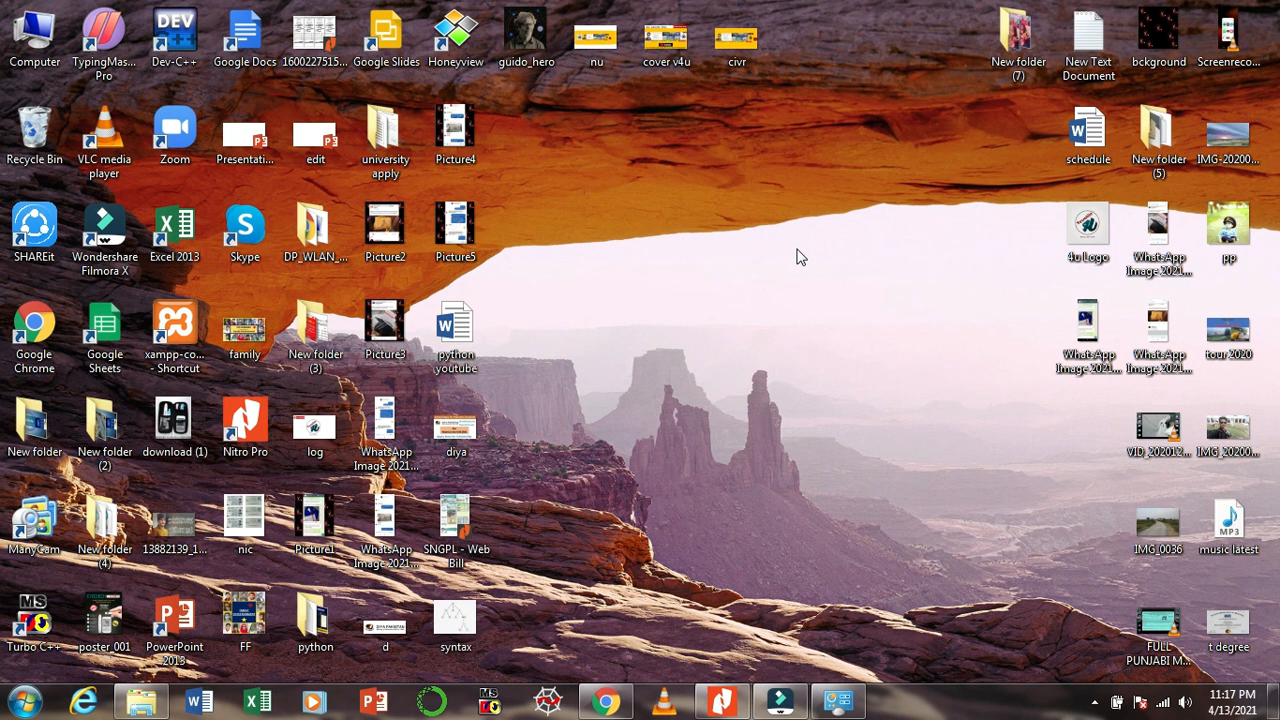 Computer
TypingMas...
Pro
DEV
Dev-C++
Google Docs
1600227515...
Google Slides
Honeyview
guido_hero
nu
cover v4u
civr
New folder
(7)
New Text
Document
bckground
Screenreco...
Recycle Bin
VLC media
player
Zoom
Presentati...
edit
university
apply
Picture4
schedule
New folder
(5)
IMG-20200...
SHAREit
Wondershare
Filmora X
Excel 2013
Skype
DP_WLAN_...
Picture2
Picture5
4u Logo
WhatsApp
Image 2021...
pp
Google
Chrome
Google
Sheets
xampp-co...
- Shortcut
family
New folder
(3)
Picture3
python
youtube
WhatsApp
Image 2021...
WhatsApp
Image 2021...
tour 2020
New folder
New folder
(2)
download (1)
Nitro Pro
log
WhatsApp
Image 2021...
diya
VID_202012...
IMG_20200...
ManyCam
New folder
(4)
13882139_1...
nic
Picture1
WhatsApp
Image 2021...
SNGPL - Web
Bill
IMG_0036
MP3
music latest
MS
Turbo C++
poster_001
PowerPoint
2013
FF
python
d
syntax
FULL
PUNJABI M...
t degree
MS
11:17 PM
4/13/2021